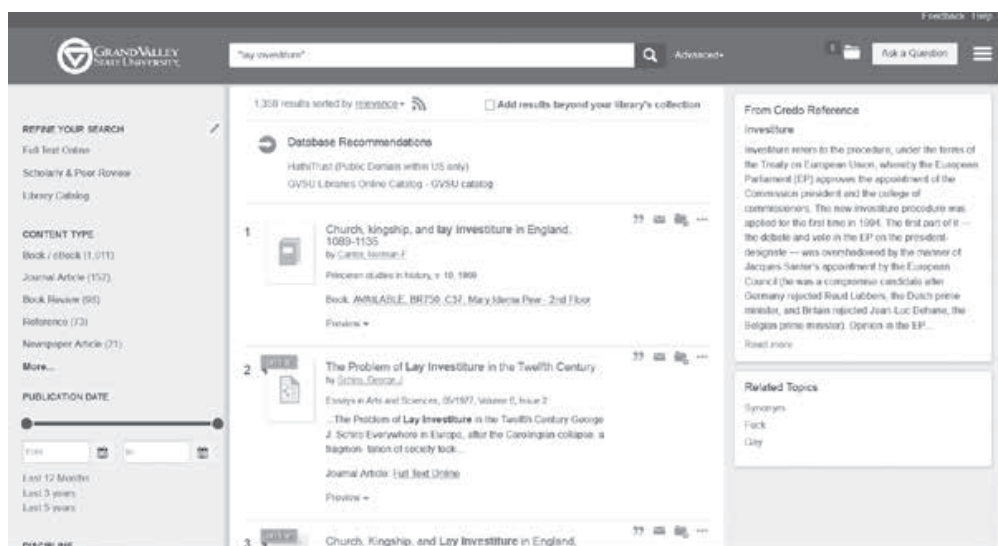 Feedback Help
GRAND VALLEY
STATE UNIVERSITY
"lay investiture"
Advanced
Ask a Question
REFINE YOUR SEARCH
Full Text Online
Scholarly & Peer Review
Library Catalog
CONTENT TYPE
Book / eBook (1,011)
Journal Article (152)
Book Review (98)
Reference (73)
Newspaper Article (21)
More...
PUBLICATION DATE
Last 12 Months
Last 3 years
Last 5 years
DISCIPLINE
1,358 results sorted by relevance
Add results beyond your library's collection
Database Recommendations
HathiTrust (Public Domain within US only)
GVSU Libraries Online Catalog - GVSU catalog
1
Church, kingship, and lay investiture in England,
1089-1135
by Cantor, Norman F
Princeton studies in history, v. 10, 1969
Book: AVAILABLE, BR750 .C37, Mary Idema Pew - 2nd Floor
Preview
2
The Problem of Lay Investiture in the Twelfth Century
by Schiro, George J
Essays in Arts and Sciences, 05/1977, Volume 6, Issue 2
...The Problem of Lay Investiture in the Twelfth Century George
J. Schiro Everywhere in Europe, after the Carolingian collapse, a
fragmen- tation of society took...
Journal Article: Full Text Online
Preview
3
Church, Kingship, and Lay Investiture in England,
From Credo Reference
Investiture
Investiture refers to the procedure, under the terms of
the Treaty on European Union, whereby the European
Parliament (EP) approves the appointment of the
Commission president and the college of
commissioners. The new investiture procedure was
applied for the first time in 1994. The first part of it —
the debate and vote in the EP on the president-
designate — was overshadowed by the manner of
Jacques Santer's appointment by the European
Council (he was a compromise candidate after
Germany rejected Ruud Lubbers, the Dutch prime
minister, and Britain rejected Jean-Luc Dehaene, the
Belgian prime minister). Opinion in the EP...
Read more
Related Topics
Synonym
Fuck
Gay